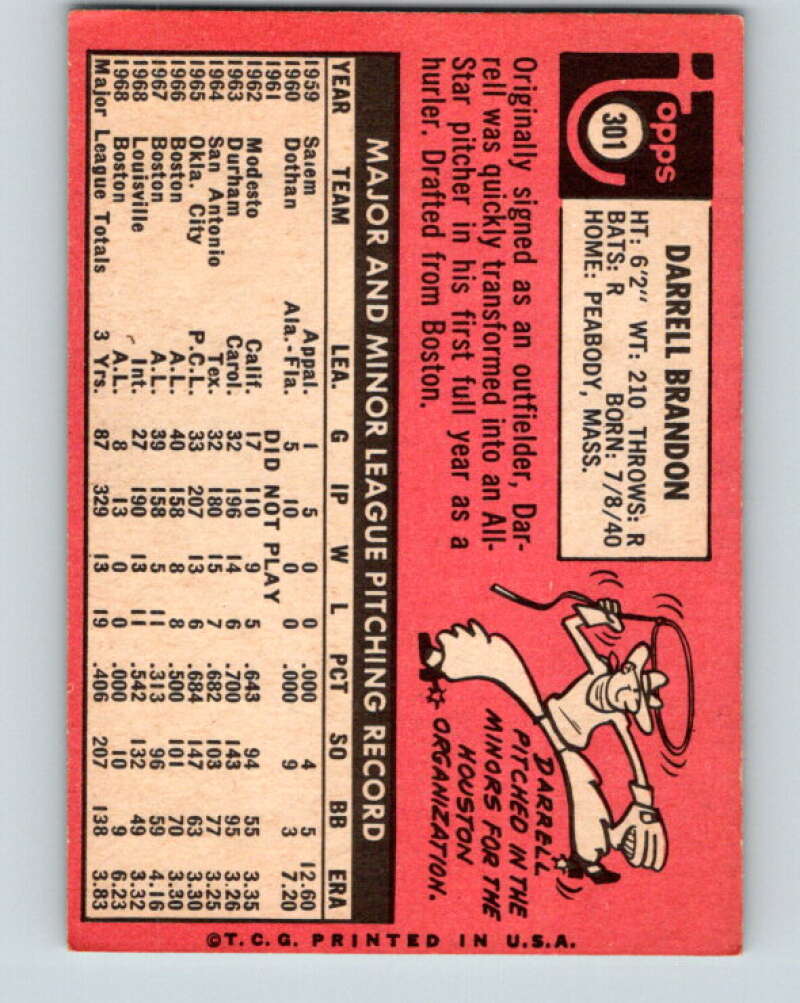 Topps
301
DARRELL BRANDON
HT: 6'2" WT: 210 THROWS: R
BATS: R BORN: 7/8/40
HOME: PEABODY, MASS.
Originally signed as an outfielder, Dar-
rell was quickly transformed into an All-
Star pitcher in his first full year as a
hurler. Drafted from Boston.
DARRELL
PITCHED IN THE
MINORS FOR THE
HOUSTON
ORGANIZATION.
MAJOR AND MINOR LEAGUE PITCHING RECORD
YEAR TEAM LEA. G IP W L PCT SO BB ERA
1959 Salem Appal. 1 5 0 0 .000 4 5 12.60
1960 Dothan Ala.-Fla. 5 10 0 0 .000 9 3 7.20
1961 DID NOT PLAY
1962 Modesto Calif. 17 110 9 5 .643 94 55 3.35
1963 Durham Carol. 32 196 14 6 .700 143 95 3.26
1964 San Antonio Tex. 32 180 15 7 .682 103 77 3.25
1965 Okla. City P.C.L. 33 207 13 6 .684 147 63 3.30
1966 Boston A.L. 40 158 8 8 .500 101 70 3.30
1967 Boston A.L. 39 158 5 11 .313 96 59 4.16
1968 Louisville Int. 27 190 13 11 .542 132 49 3.32
1968 Boston A.L. 8 13 0 0 .000 10 9 6.23
Major League Totals 3 Yrs. 87 329 13 19 .406 207 138 3.83
©T.C.G. PRINTED IN U.S.A.